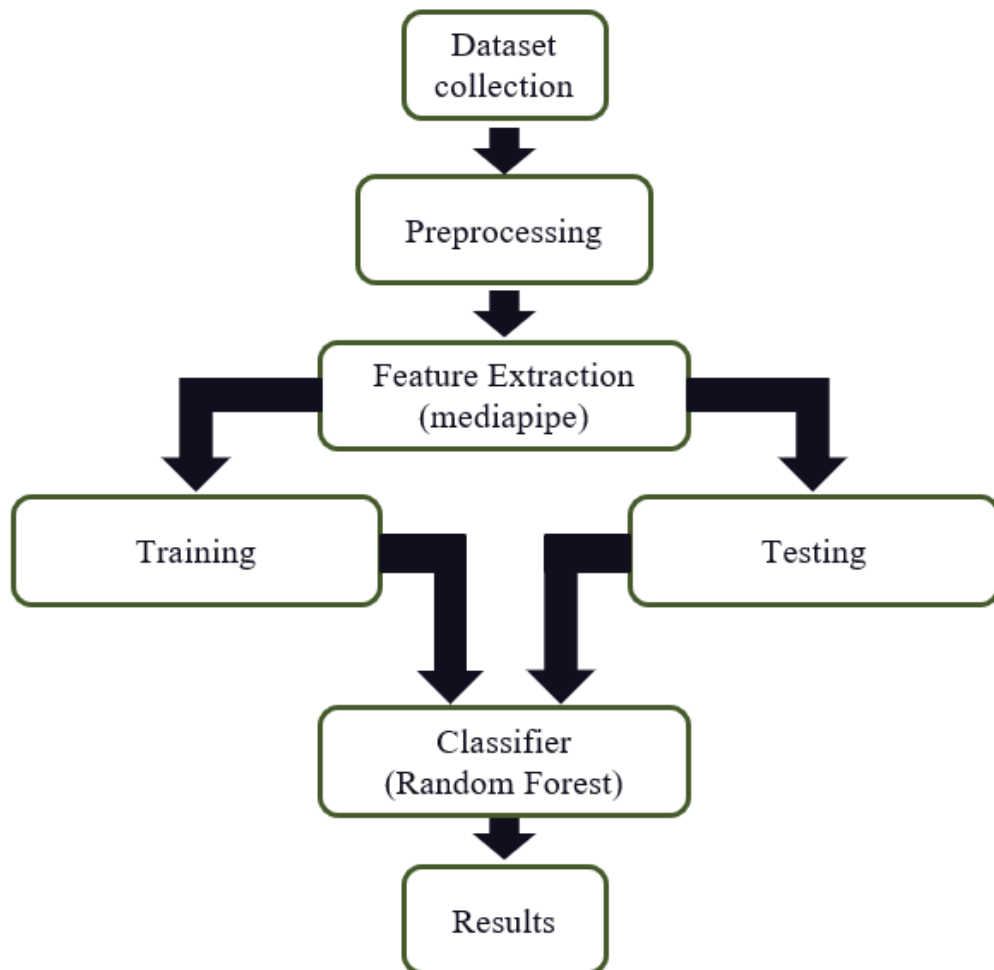 Dataset
collection
Preprocessing
Feature Extraction
(mediapipe)
Training
Testing
Classifier
(Random Forest)
Results